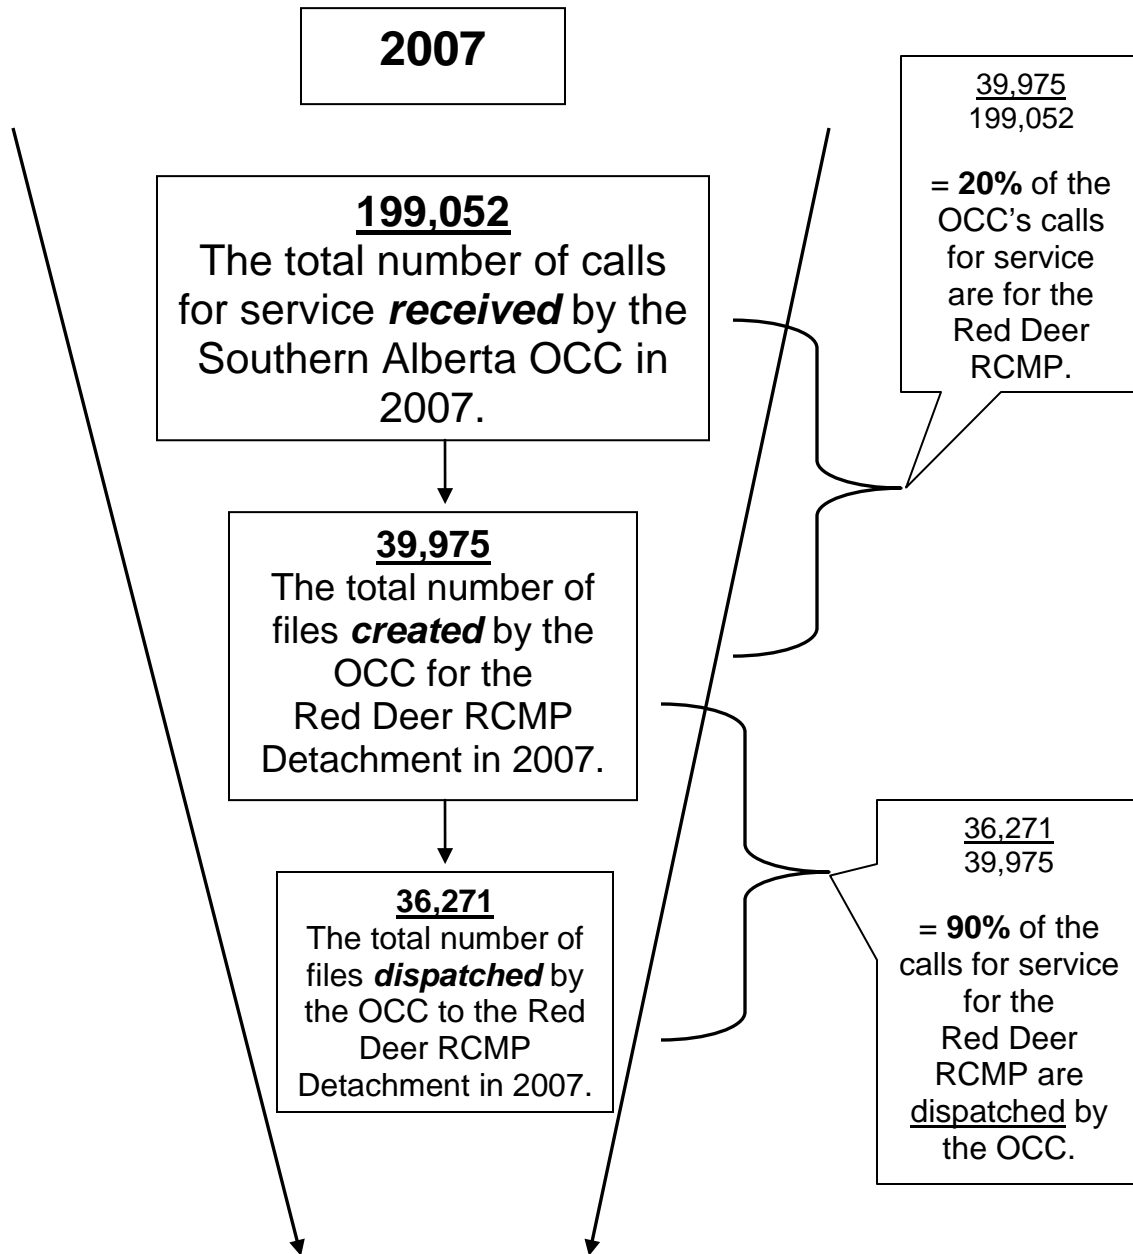 2007
199,052
The total number of calls
for service received by the
Southern Alberta OCC in
2007.
39,975
199,052
= 20% of the
OCC’s calls
for service
are for the
Red Deer
RCMP.
39,975
The total number of
files created by the
OCC for the
Red Deer RCMP
Detachment in 2007.
36,271
The total number of
files dispatched by
the OCC to the Red
Deer RCMP
Detachment in 2007.
36,271
39,975
= 90% of the
calls for service
for the
Red Deer
RCMP are
dispatched by
the OCC.